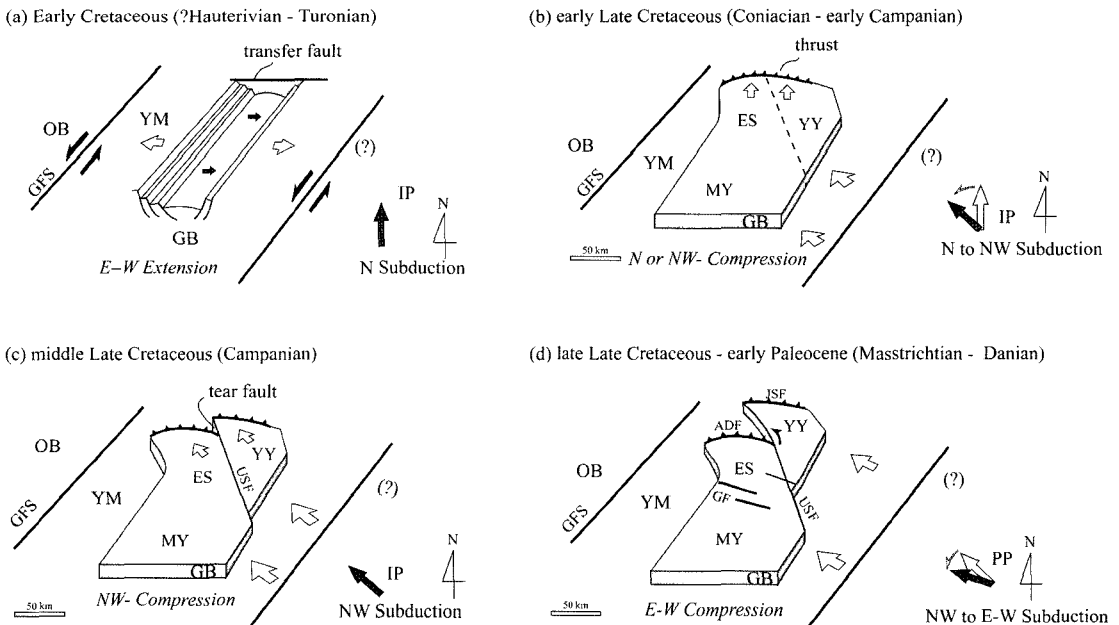 (a) Early Cretaceous (?Hauterivian - Turonian)
transfer fault
OB
YM
(?)
GFS
IP
N
GB
E-W Extension
N Subduction
(b) early Late Cretaceous (Coniacian - early Campanian)
thrust
ES
YY
OB
(?)
GFS
YM
MY
N
IP
GB
50 km
N or NW- Compression
N to NW Subduction
(c) middle Late Cretaceous (Campanian)
tear fault
OB
YY
ES
USF
(?)
GFS
YM
N
MY
IP
GB
50 km
NW- Compression
NW Subduction
(d) late Late Cretaceous - early Paleocene (Masstrichtian - Danian)
JSF
ADF
YY
OB
ES
(?)
GF
USF
GFS
YM
N
MY
PP
GB
50 km
E-W Compression
NW to E-W Subduction